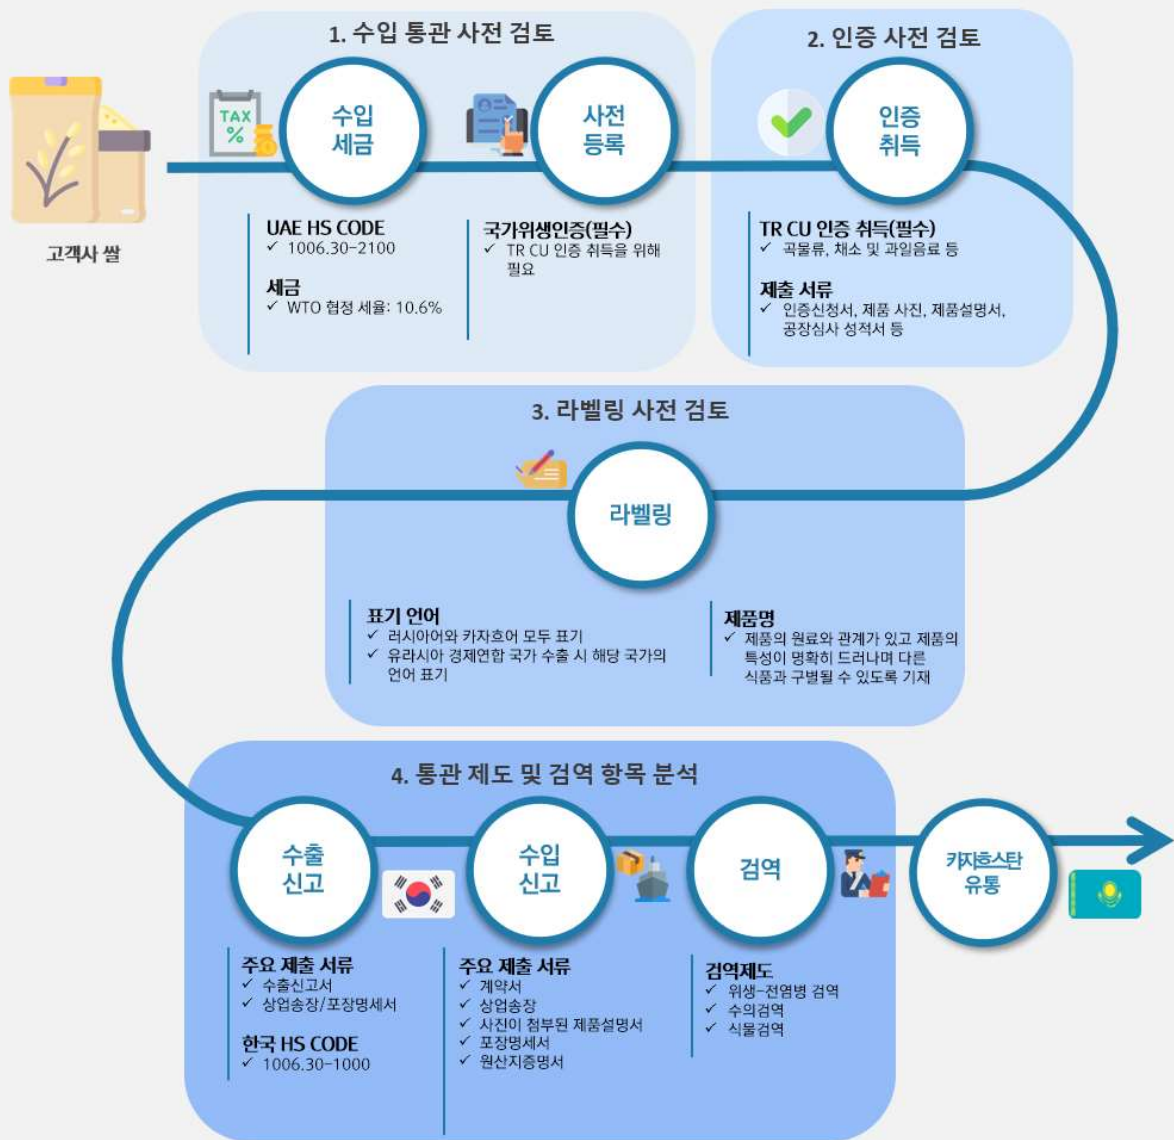 1. 수입 통관 사전 검토
TAX
%
수입
세금
사전
등록
고객사 쌀
UAE HS CODE
✓ 1006.30-2100
세금
✓ WTO 협정 세율: 10.6%
국가위생인증(필수)
✓ TR CU 인증 취득을 위해
필요
2. 인증 사전 검토
인증
취득
TR CU 인증 취득(필수)
✓ 곡물류, 채소 및 과일음료 등
제출 서류
✓ 인증신청서, 제품 사진, 제품설명서,
공장심사 성적서 등
3. 라벨링 사전 검토
라벨링
표기 언어
✓ 러시아어와 카자흐어 모두 표기
✓ 유라시아 경제연합 국가 수출 시 해당 국가의
언어 표기
제품명
✓ 제품의 원료와 관계가 있고 제품의
특성이 명확히 드러나며 다른
식품과 구별될 수 있도록 기재
4. 통관 제도 및 검역 항목 분석
수출
신고
수입
신고
검역
카자흐스탄
유통
주요 제출 서류
✓ 수출신고서
✓ 상업송장/포장명세서
한국 HS CODE
✓ 1006.30-1000
주요 제출 서류
✓ 계약서
✓ 상업송장
✓ 사진이 첨부된 제품설명서
✓ 포장명세서
✓ 원산지증명서
검역제도
✓ 위생-전염병 검역
✓ 수의검역
✓ 식물검역